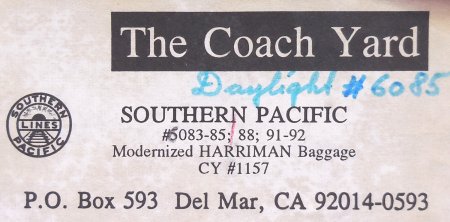 The Coach Yard
Daylight #6085
SOUTHERN LINES PACIFIC
SOUTHERN PACIFIC
#6083-85; 88; 91-92
Modernized HARRIMAN Baggage
CY #1157
P.O. Box 593 Del Mar, CA 92014-0593